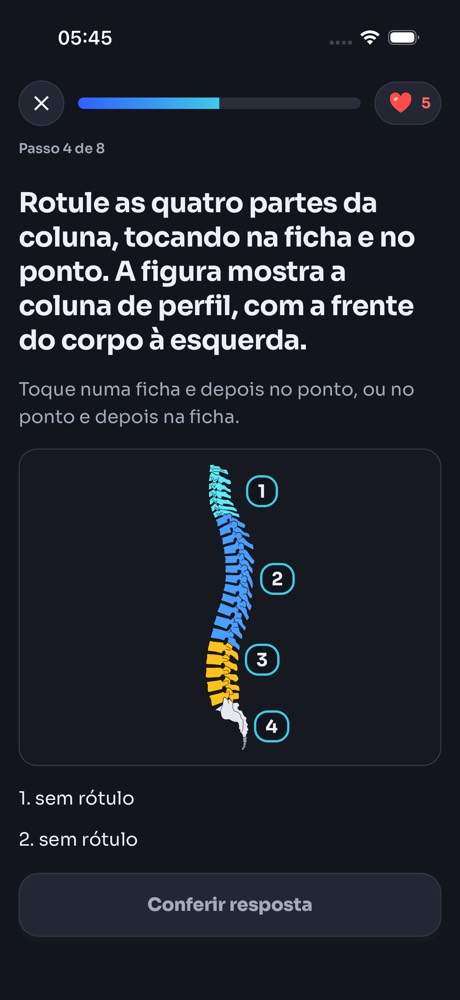 05:45
5
Passo 4 de 8
Rotule as quatro partes da
coluna, tocando na ficha e no
ponto. A figura mostra a
coluna de perfil, com a frente
do corpo à esquerda.
Toque numa ficha e depois no ponto, ou no
ponto e depois na ficha.
1
2
3
4
1. sem rótulo
2. sem rótulo
Conferir resposta